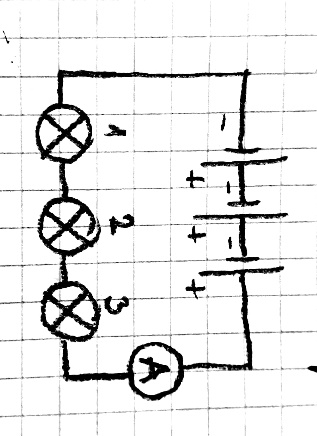 − + − + − +
A
1 2 3